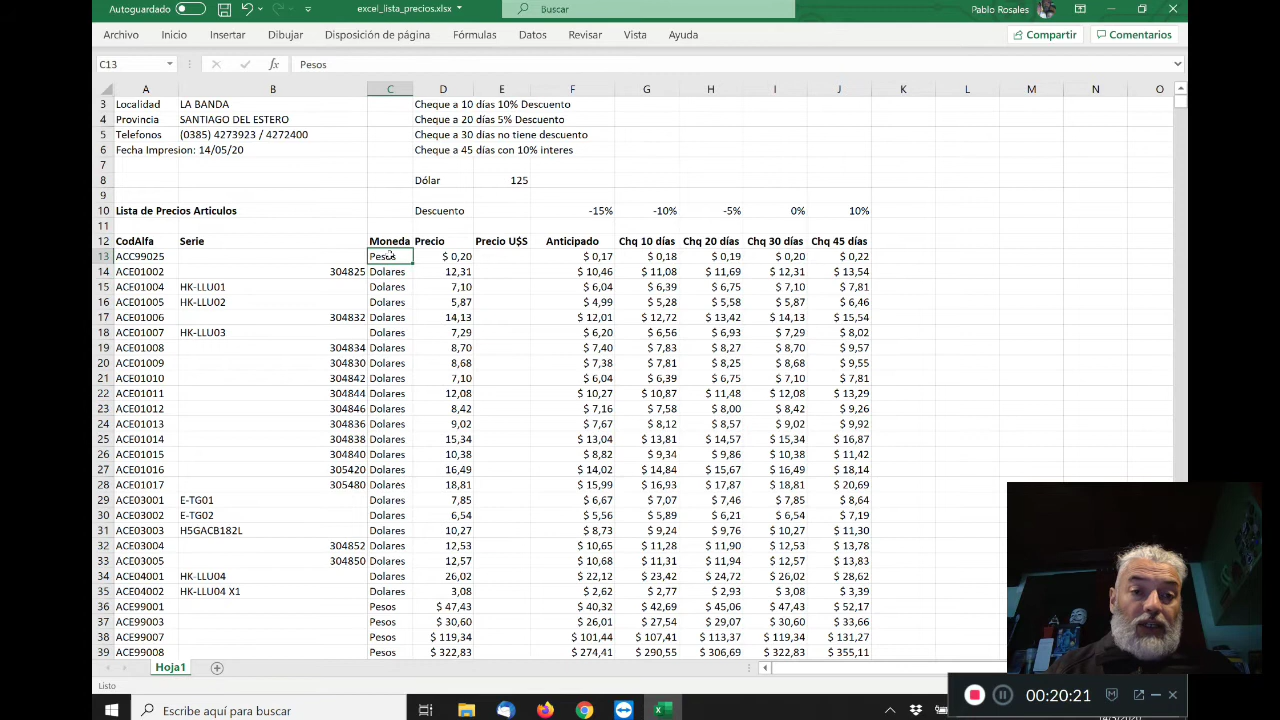 Autoguardado
excel_lista_precios.xlsx
Buscar
Pablo Rosales
Archivo Inicio Insertar Dibujar Disposición de página Fórmulas Datos Revisar Vista Ayuda Compartir Comentarios
C13 fx Pesos
A B C D E F G H I J K L M N O
3 Localidad LA BANDA Cheque a 10 días 10% Descuento
4 Provincia SANTIAGO DEL ESTERO Cheque a 20 días 5% Descuento
5 Telefonos (0385) 4273923 / 4272400 Cheque a 30 días no tiene descuento
6 Fecha Impresion: 14/05/20 Cheque a 45 días con 10% interes
7
8 Dólar 125
9
10 Lista de Precios Articulos Descuento -15% -10% -5% 0% 10%
11
12 CodAlfa Serie Moneda Precio Precio U$S Anticipado Chq 10 días Chq 20 días Chq 30 días Chq 45 días
13 ACC99025 Pesos $ 0,20 $ 0,17 $ 0,18 $ 0,19 $ 0,20 $ 0,22
14 ACE01002 304825 Dolares 12,31 $ 10,46 $ 11,08 $ 11,69 $ 12,31 $ 13,54
15 ACE01004 HK-LLU01 Dolares 7,10 $ 6,04 $ 6,39 $ 6,75 $ 7,10 $ 7,81
16 ACE01005 HK-LLU02 Dolares 5,87 $ 4,99 $ 5,28 $ 5,58 $ 5,87 $ 6,46
17 ACE01006 304832 Dolares 14,13 $ 12,01 $ 12,72 $ 13,42 $ 14,13 $ 15,54
18 ACE01007 HK-LLU03 Dolares 7,29 $ 6,20 $ 6,56 $ 6,93 $ 7,29 $ 8,02
19 ACE01008 304834 Dolares 8,70 $ 7,40 $ 7,83 $ 8,27 $ 8,70 $ 9,57
20 ACE01009 304830 Dolares 8,68 $ 7,38 $ 7,81 $ 8,25 $ 8,68 $ 9,55
21 ACE01010 304842 Dolares 7,10 $ 6,04 $ 6,39 $ 6,75 $ 7,10 $ 7,81
22 ACE01011 304844 Dolares 12,08 $ 10,27 $ 10,87 $ 11,48 $ 12,08 $ 13,29
23 ACE01012 304846 Dolares 8,42 $ 7,16 $ 7,58 $ 8,00 $ 8,42 $ 9,26
24 ACE01013 304836 Dolares 9,02 $ 7,67 $ 8,12 $ 8,57 $ 9,02 $ 9,92
25 ACE01014 304838 Dolares 15,34 $ 13,04 $ 13,81 $ 14,57 $ 15,34 $ 16,87
26 ACE01015 304840 Dolares 10,38 $ 8,82 $ 9,34 $ 9,86 $ 10,38 $ 11,42
27 ACE01016 305420 Dolares 16,49 $ 14,02 $ 14,84 $ 15,67 $ 16,49 $ 18,14
28 ACE01017 305480 Dolares 18,81 $ 15,99 $ 16,93 $ 17,87 $ 18,81 $ 20,69
29 ACE03001 E-TG01 Dolares 7,85 $ 6,67 $ 7,07 $ 7,46 $ 7,85 $ 8,64
30 ACE03002 E-TG02 Dolares 6,54 $ 5,56 $ 5,89 $ 6,21 $ 6,54 $ 7,19
31 ACE03003 H5GACB182L Dolares 10,27 $ 8,73 $ 9,24 $ 9,76 $ 10,27 $ 11,30
32 ACE03004 304852 Dolares 12,53 $ 10,65 $ 11,28 $ 11,90 $ 12,53 $ 13,78
33 ACE03005 304850 Dolares 12,57 $ 10,68 $ 11,31 $ 11,94 $ 12,57 $ 13,83
34 ACE04001 HK-LLU04 Dolares 26,02 $ 22,12 $ 23,42 $ 24,72 $ 26,02 $ 28,62
35 ACE04002 HK-LLU04 X1 Dolares 3,08 $ 2,62 $ 2,77 $ 2,93 $ 3,08 $ 3,39
36 ACE99001 Pesos $ 47,43 $ 40,32 $ 42,69 $ 45,06 $ 47,43 $ 52,17
37 ACE99003 Pesos $ 30,60 $ 26,01 $ 27,54 $ 29,07 $ 30,60 $ 33,66
38 ACE99007 Pesos $ 119,34 $ 101,44 $ 107,41 $ 113,37 $ 119,34 $ 131,27
39 ACE99008 Pesos $ 322,83 $ 274,41 $ 290,55 $ 306,69 $ 322,83 $ 355,11
Hoja1
Listo
00:20:21
Escribe aquí para buscar